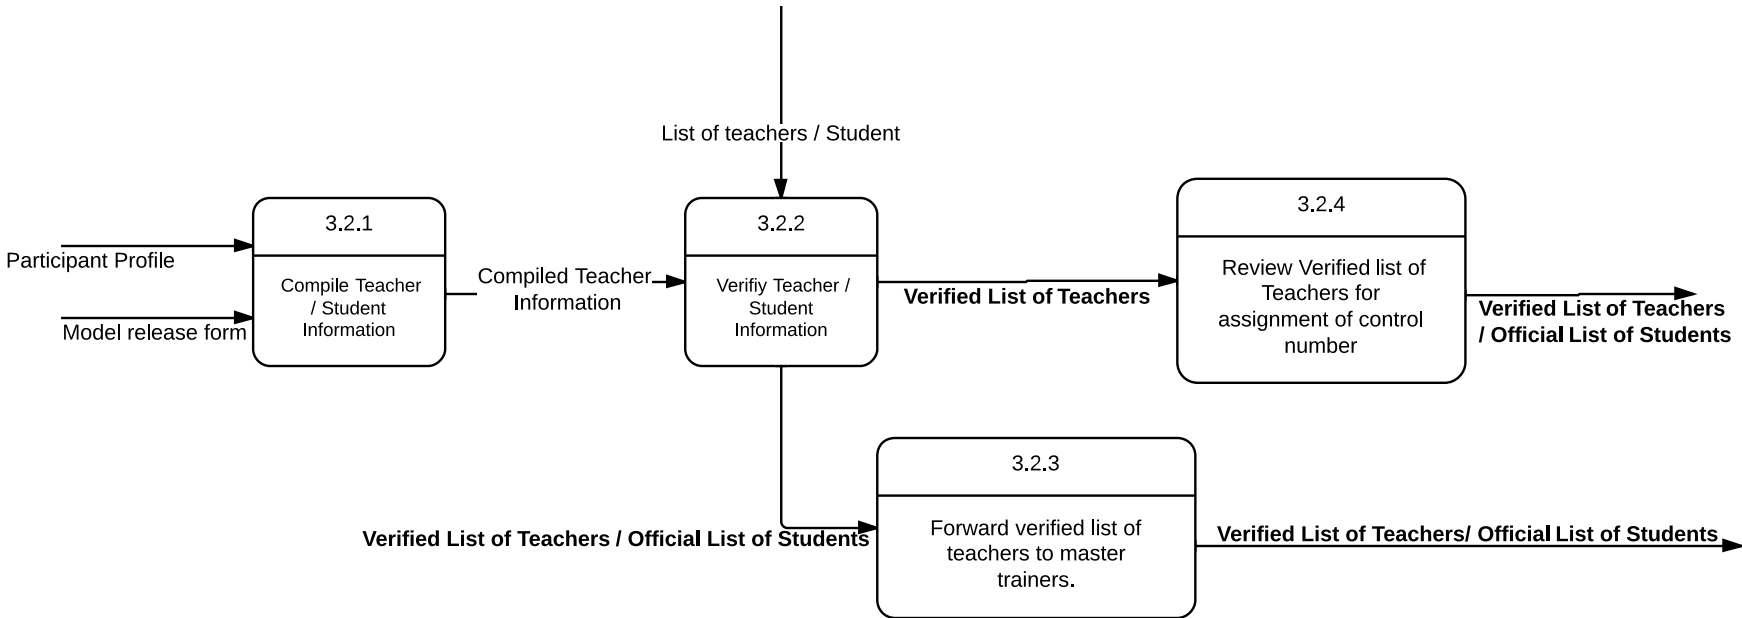 List of teachers / Student
3.2.1
3.2.2
3.2.4
Participant Profile
Model release form
Compile Teacher
/ Student
Information
Compiled Teacher
Information
Verifiy Teacher /
Student
Information
Verified List of Teachers
Review Verified list of
Teachers for
assignment of control
number
Verified List of Teachers
/ Official List of Students
3.2.3
Verified List of Teachers / Official List of Students
Forward verified list of
teachers to master
trainers.
Verified List of Teachers/ Official List of Students